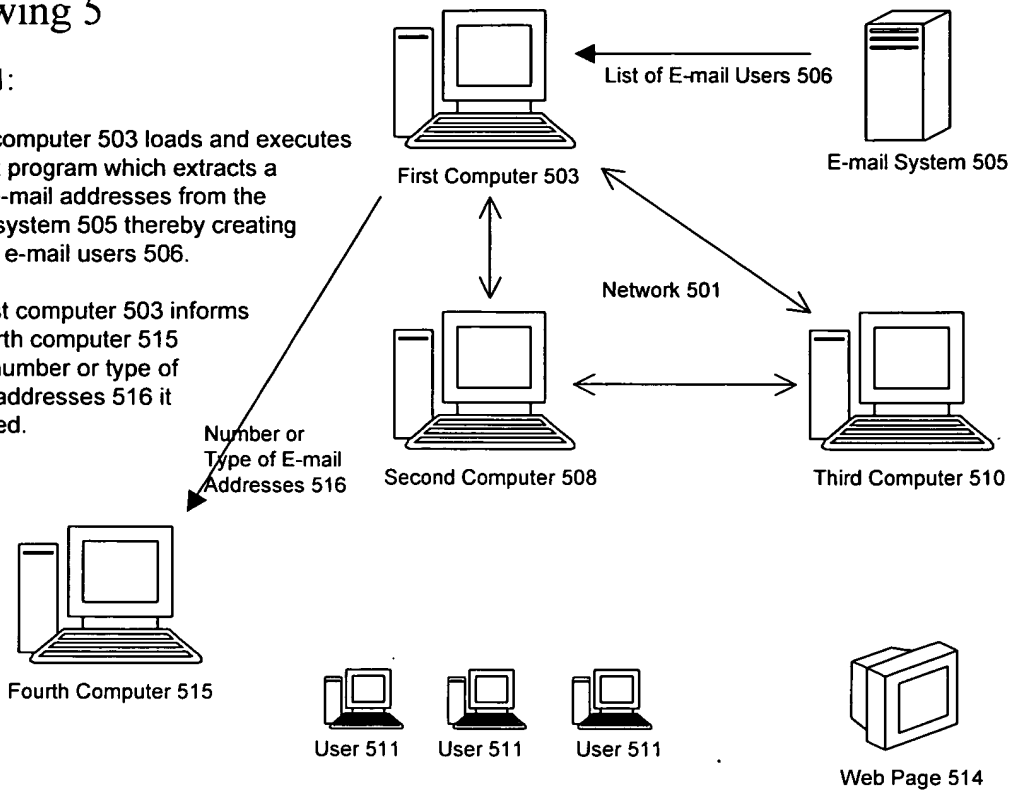 wing 5
computer 503 loads and executes
program which extracts a
e-mail addresses from the
system 505 thereby creating
e-mail users 506.
st computer 503 informs
rth computer 515
number or type of
addresses 516 it
ed.
List of E-mail Users 506
E-mail System 505
First Computer 503
Network 501
Number or
Type of E-mail
Addresses 516
Second Computer 508
Third Computer 510
Fourth Computer 515
User 511
User 511
User 511
Web Page 514